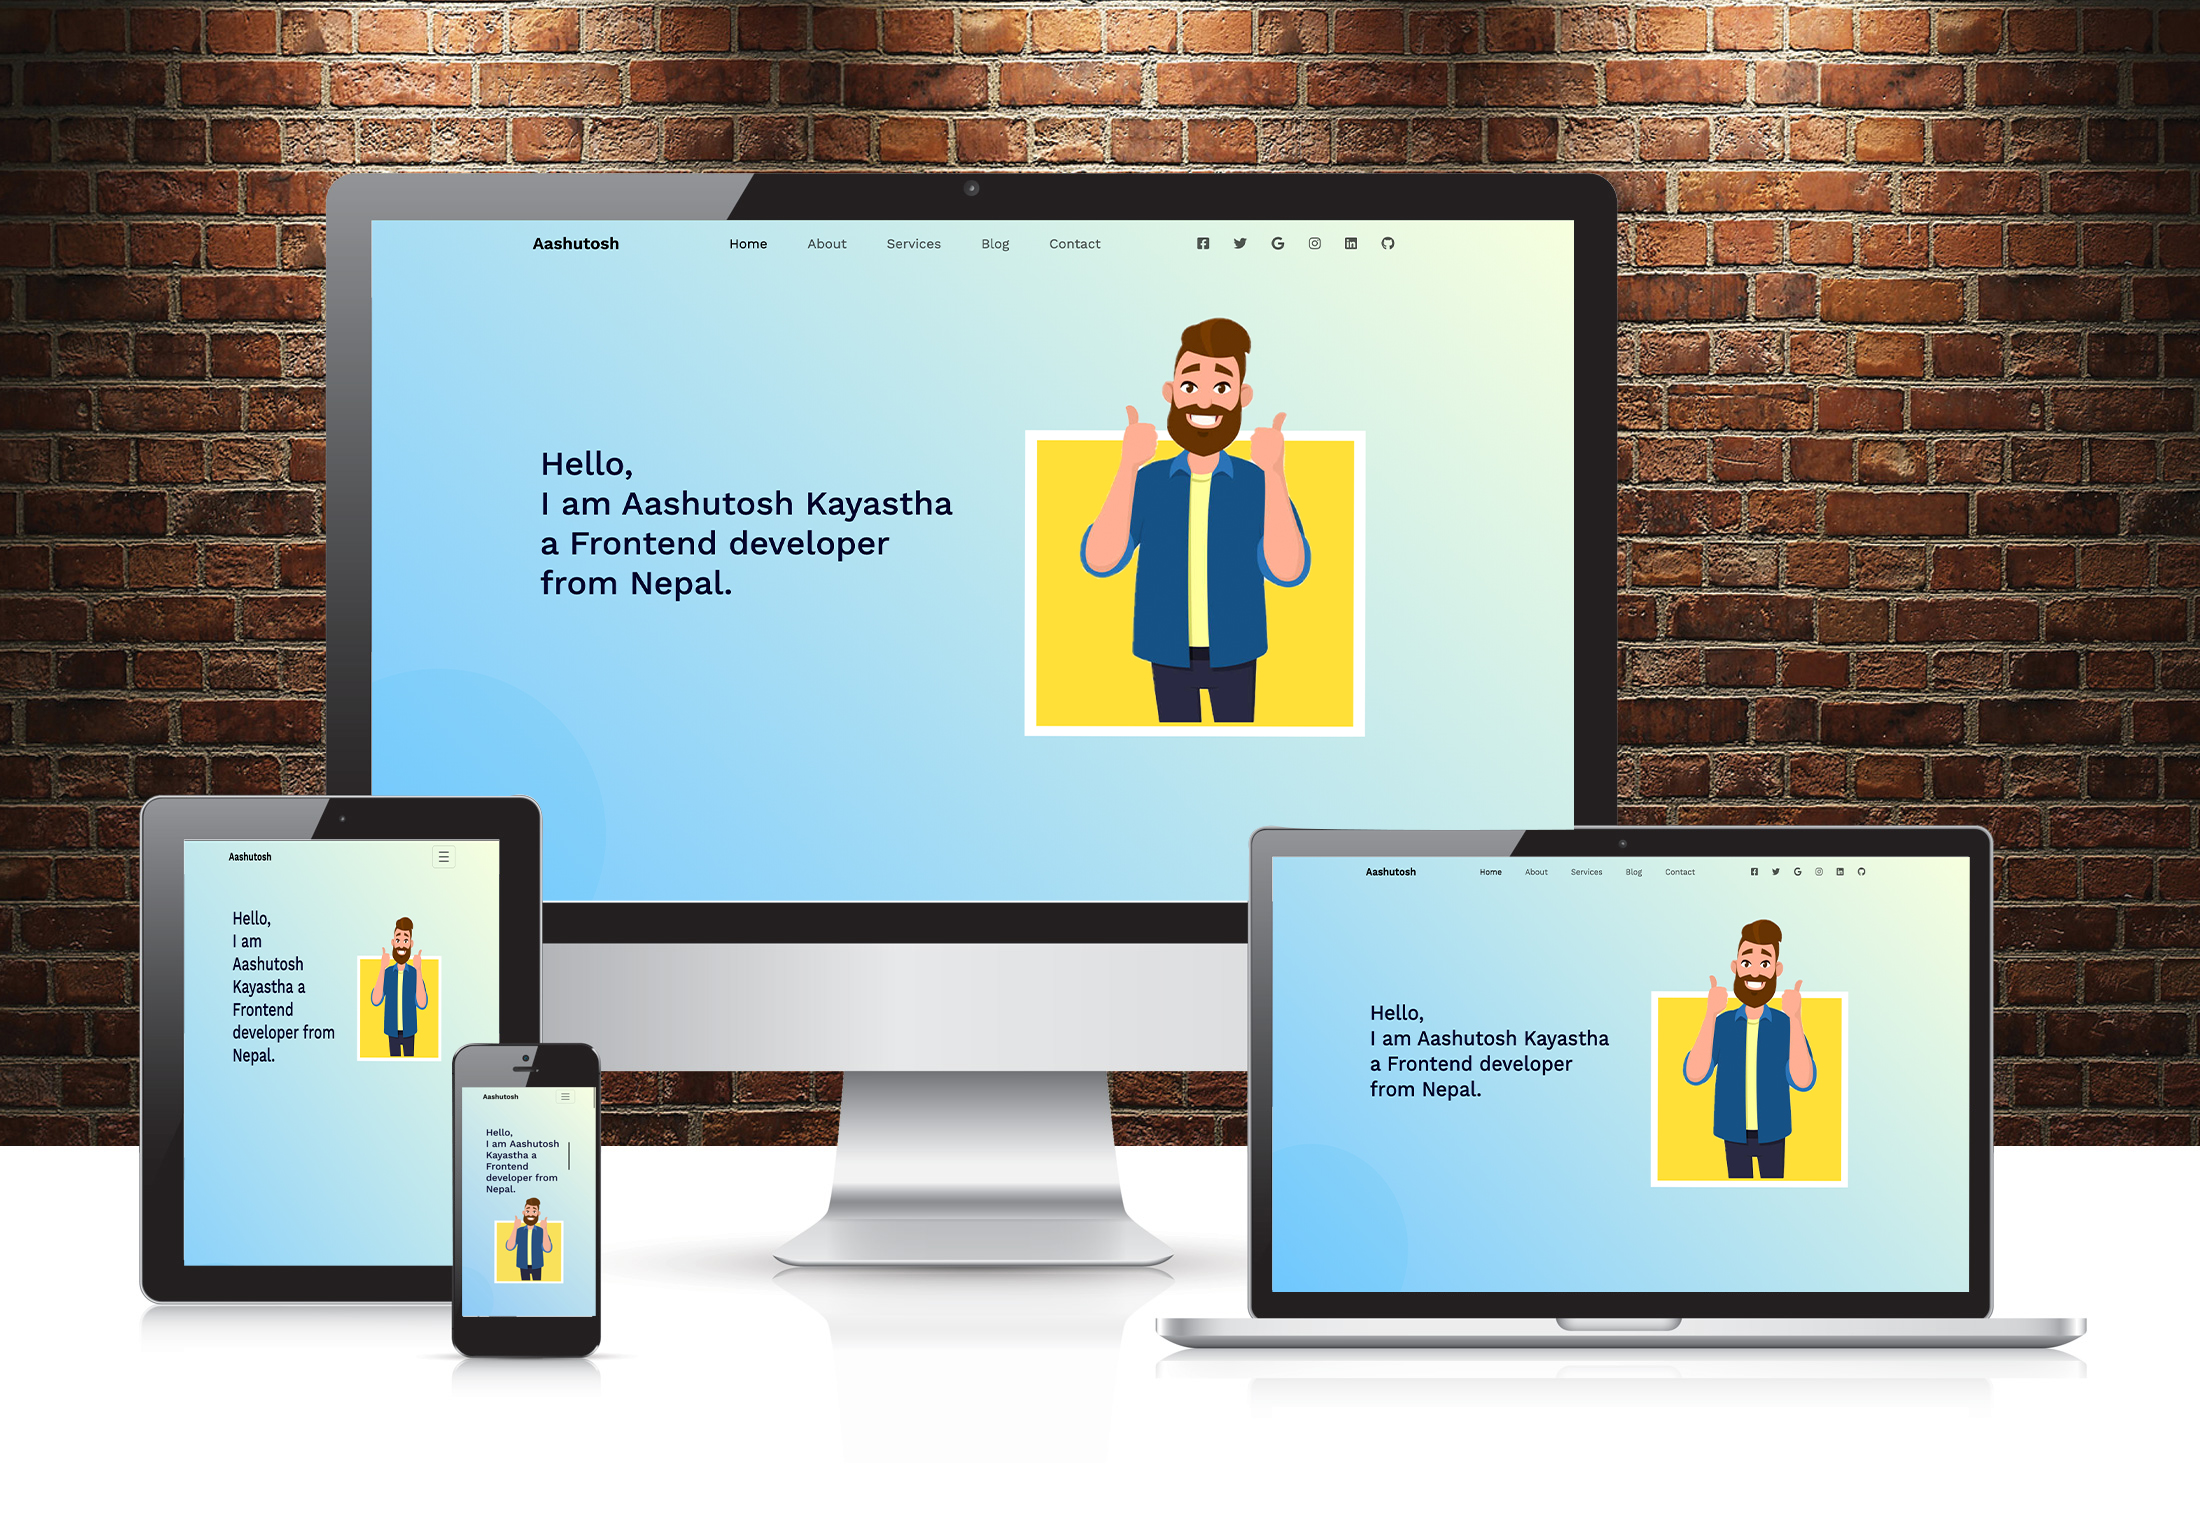 Aashutosh Home About Services Blog Contact
Hello,
I am Aashutosh Kayastha
a Frontend developer
from Nepal.
Aashutosh
Hello,
I am
Aashutosh
Kayastha a
Frontend
developer from
Nepal.
Aashutosh
Hello,
I am Aashutosh
Kayastha a
Frontend
developer from
Nepal.
Aashutosh Home About Services Blog Contact
Hello,
I am Aashutosh Kayastha
a Frontend developer
from Nepal.